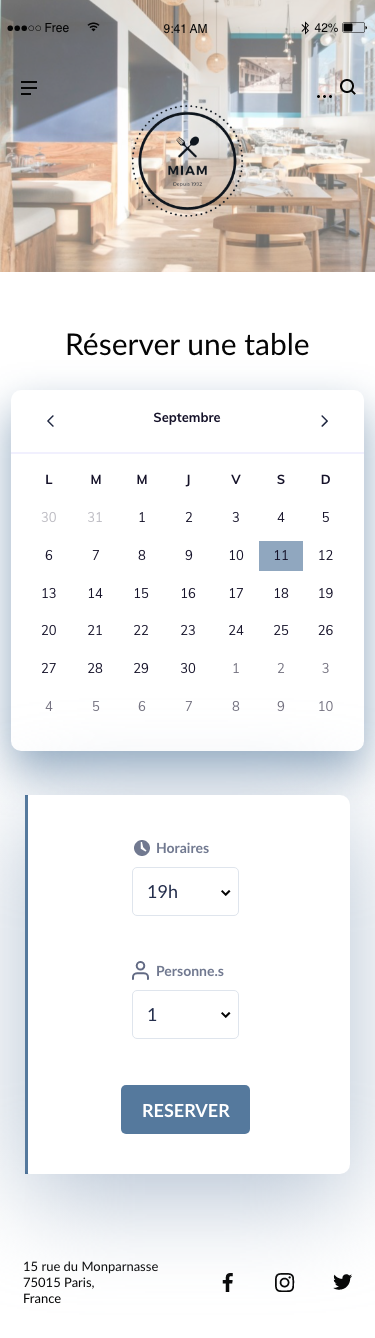 Free 9:41 AM 42%
MIAM
Depuis 1992
Réserver une table
Septembre
L M M J V S D
30 31 1 2 3 4 5
6 7 8 9 10 11 12
13 14 15 16 17 18 19
20 21 22 23 24 25 26
27 28 29 30 1 2 3
4 5 6 7 8 9 10
Horaires
19h
Personne.s
1
RESERVER
15 rue du Monparnasse
75015 Paris,
France